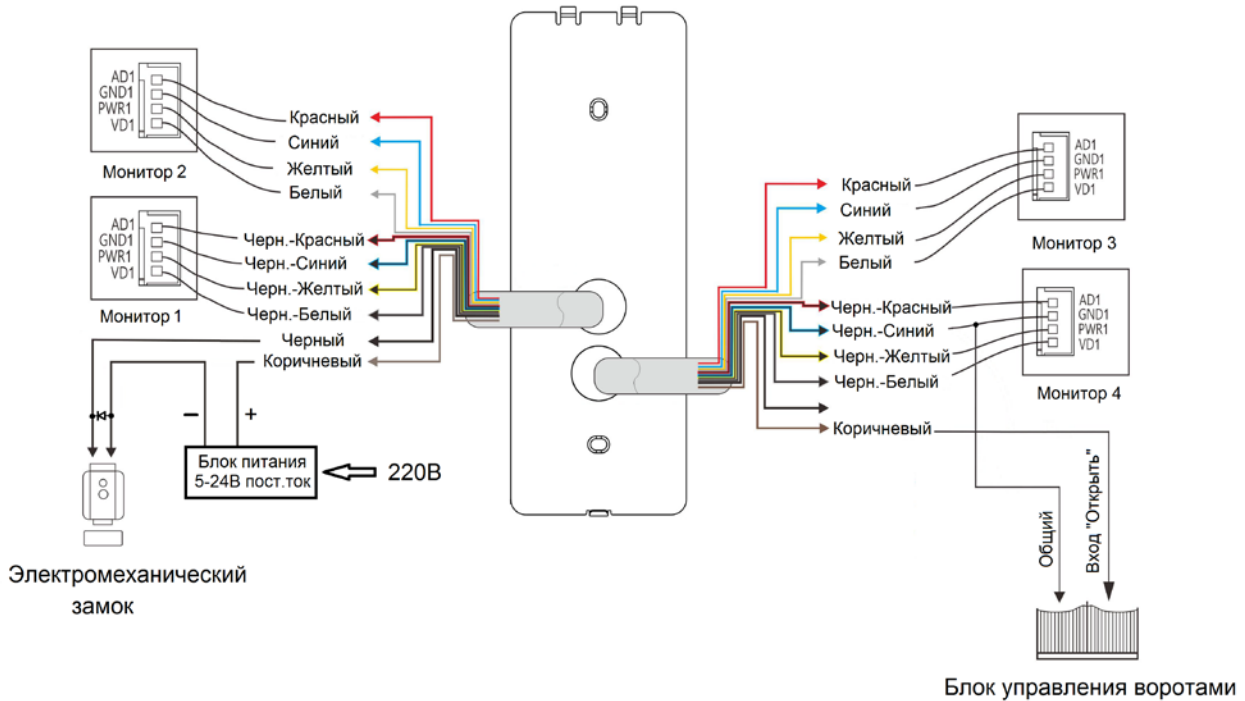 AD1
GND1
PWR1
VD1
Монитор 2
Красный
Синий
Желтый
Белый
AD1
GND1
PWR1
VD1
Монитор 1
Черн.-Красный
Черн.-Синий
Черн.-Желтый
Черн.-Белый
Черный
Коричневый
– +
Блок питания
5-24В пост.ток
220В
Электромеханический
замок
Красный
Синий
Желтый
Белый
AD1
GND1
PWR1
VD1
Монитор 3
Черн.-Красный
Черн.-Синий
Черн.-Желтый
Черн.-Белый
Коричневый
AD1
GND1
PWR1
VD1
Монитор 4
Общий
Вход "Открыть"
Блок управления воротами